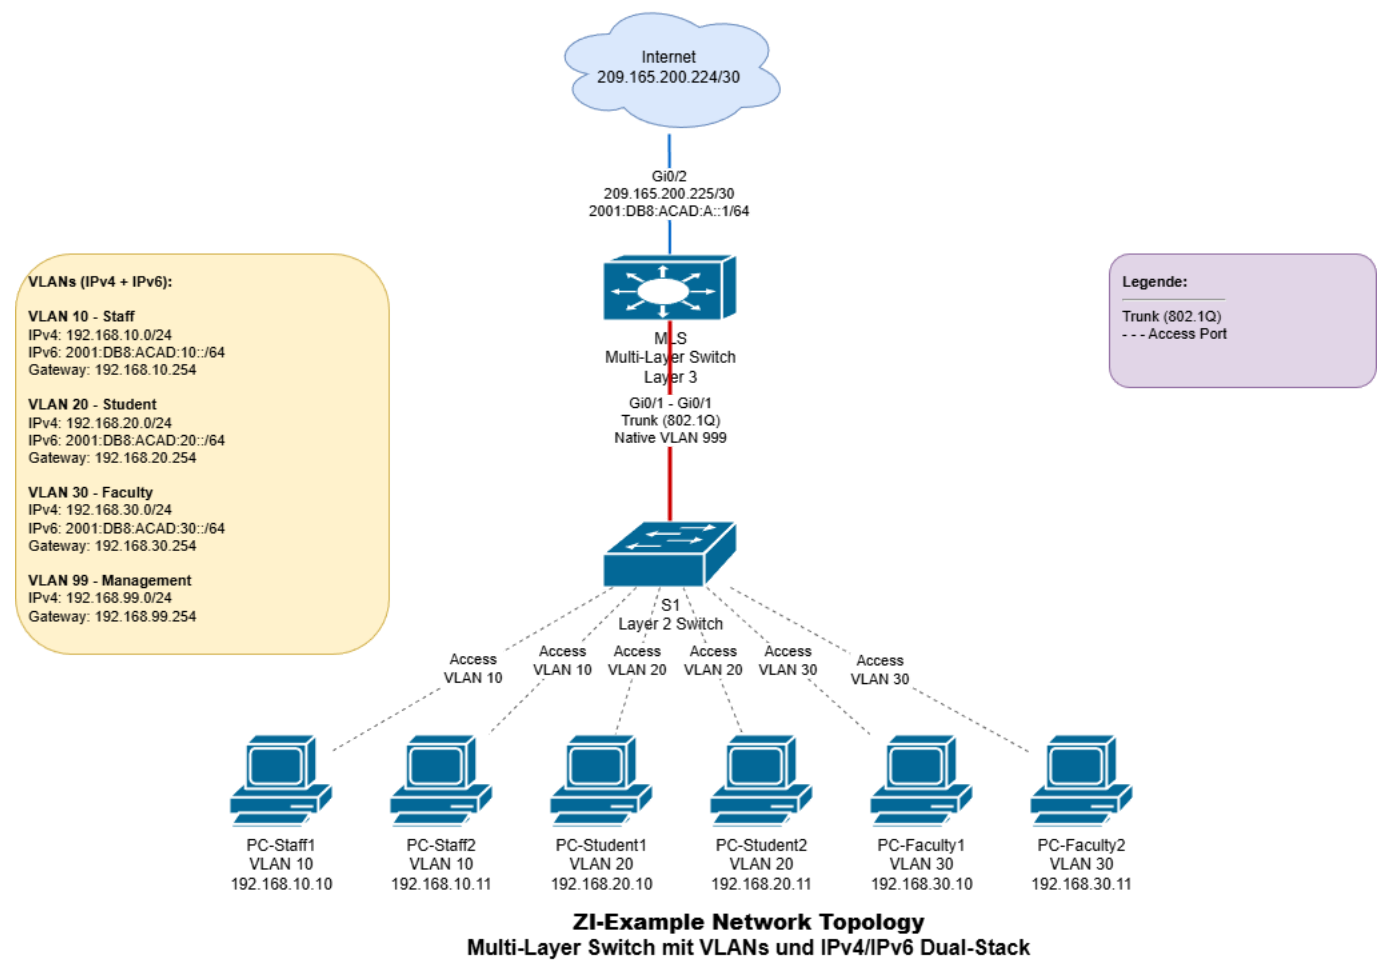 Internet
209.165.200.224/30
Gi0/2
209.165.200.225/30
2001:DB8:ACAD:A::1/64
VLANs (IPv4 + IPv6):
VLAN 10 - Staff
IPv4: 192.168.10.0/24
IPv6: 2001:DB8:ACAD:10::/64
Gateway: 192.168.10.254
VLAN 20 - Student
IPv4: 192.168.20.0/24
IPv6: 2001:DB8:ACAD:20::/64
Gateway: 192.168.20.254
VLAN 30 - Faculty
IPv4: 192.168.30.0/24
IPv6: 2001:DB8:ACAD:30::/64
Gateway: 192.168.30.254
VLAN 99 - Management
IPv4: 192.168.99.0/24
Gateway: 192.168.99.254
Legende:
Trunk (802.1Q)
- - - Access Port
MLS
Multi-Layer Switch
Layer 3
Gi0/1 - Gi0/1
Trunk (802.1Q)
Native VLAN 999
S1
Layer 2 Switch
Access
VLAN 10
Access
VLAN 10
Access
VLAN 20
Access
VLAN 20
Access
VLAN 30
Access
VLAN 30
PC-Staff1
VLAN 10
192.168.10.10
PC-Staff2
VLAN 10
192.168.10.11
PC-Student1
VLAN 20
192.168.20.10
PC-Student2
VLAN 20
192.168.20.11
PC-Faculty1
VLAN 30
192.168.30.10
PC-Faculty2
VLAN 30
192.168.30.11
ZI-Example Network Topology
Multi-Layer Switch mit VLANs und IPv4/IPv6 Dual-Stack